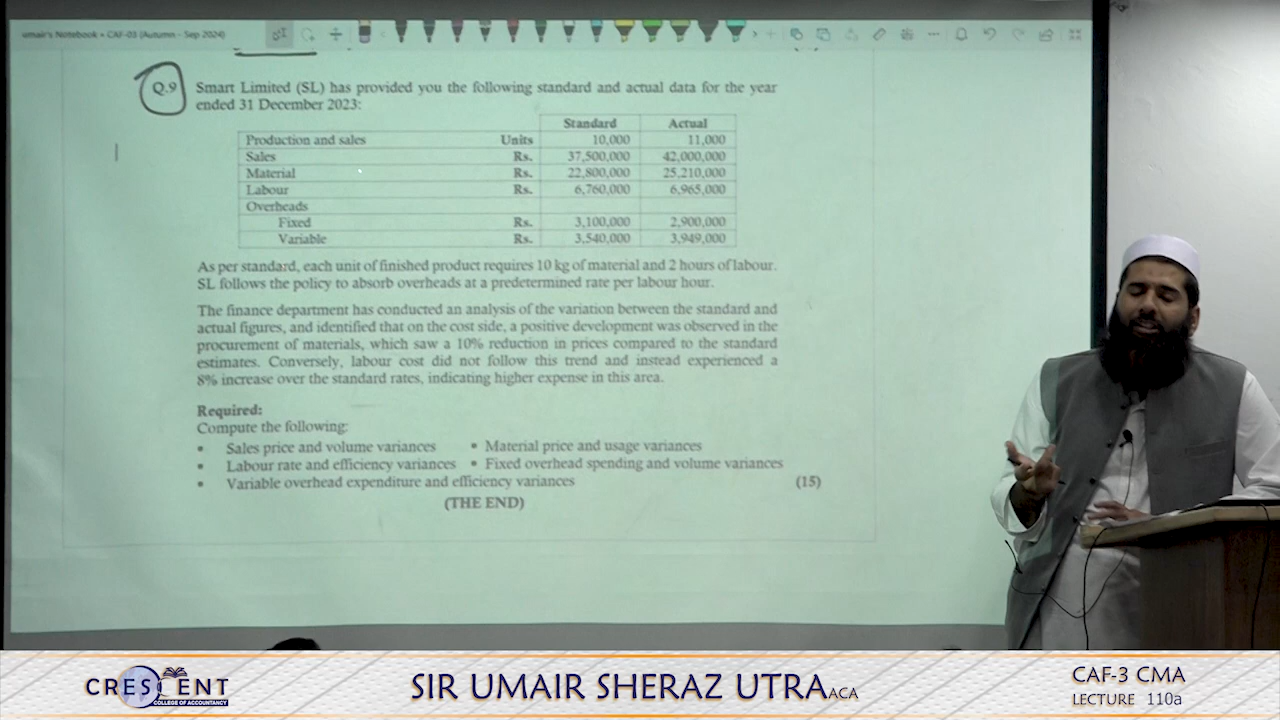 umair's Notebook • CAF-03 (Autumn - Sep 2024)
Q.9 Smart Limited (SL) has provided you the following standard and actual data for the year
ended 31 December 2023:
Standard Actual
Production and sales Units 10,000 11,000
Sales Rs. 37,500,000 42,000,000
Material Rs. 22,800,000 25,210,000
Labour Rs. 6,760,000 6,965,000
Overheads
Fixed Rs. 3,100,000 2,900,000
Variable Rs. 3,540,000 3,949,000
As per standard, each unit of finished product requires 10 kg of material and 2 hours of labour.
SL follows the policy to absorb overheads at a predetermined rate per labour hour.
The finance department has conducted an analysis of the variation between the standard and
actual figures, and identified that on the cost side, a positive development was observed in the
procurement of materials, which saw a 10% reduction in prices compared to the standard
estimates. Conversely, labour cost did not follow this trend and instead experienced a
8% increase over the standard rates, indicating higher expense in this area.
Required:
Compute the following:
• Sales price and volume variances • Material price and usage variances
• Labour rate and efficiency variances • Fixed overhead spending and volume variances
• Variable overhead expenditure and efficiency variances (15)
(THE END)
CRESCENT
COLLEGE OF ACCOUNTANCY
SIR UMAIR SHERAZ UTRA ACA
CAF-3 CMA
LECTURE 110a